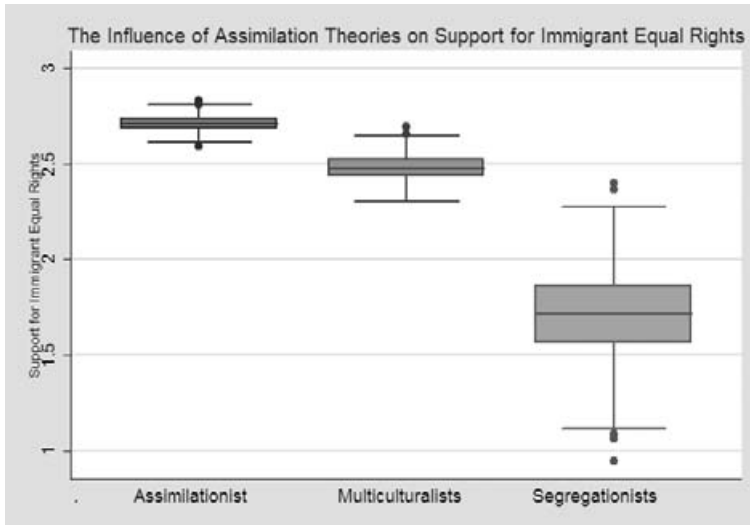 The Influence of Assimilation Theories on Support for Immigrant Equal Rights
Support for Immigrant Equal Rights
3
2.5
2
1.5
1
. Assimilationist Multiculturalists Segregationists